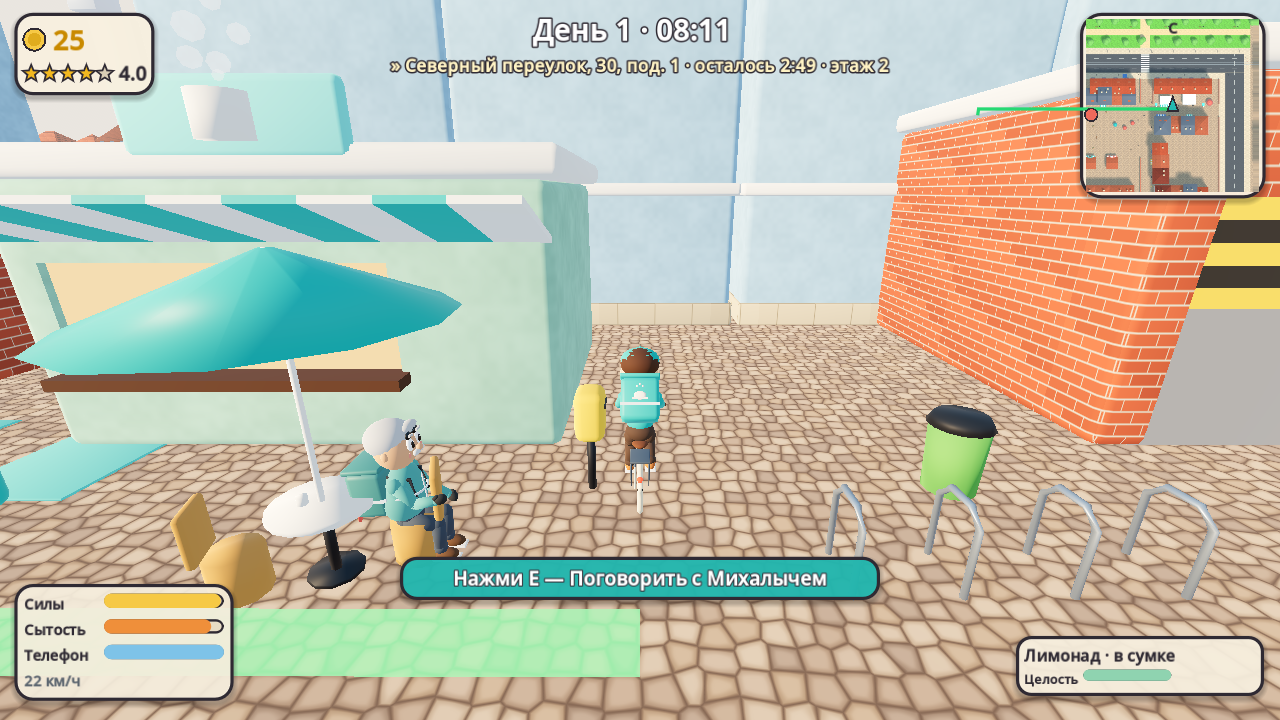 25
4.0
День 1 · 08:11
» Северный переулок, 30, под. 1 · осталось 2:49 · этаж 2
С
Нажми E — Поговорить с Михалычем
Силы
Сытость
Телефон
22 км/ч
Лимонад · в сумке
Целость